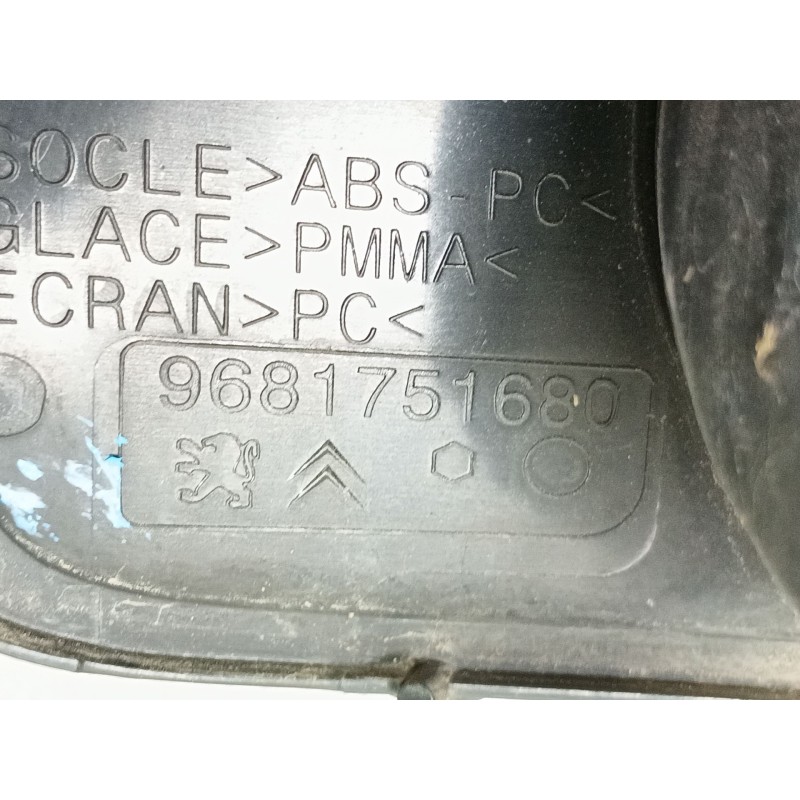 SOCLE>ABS-PC<
GLACE>PMMA<
ECRAN>PC<
9681751680